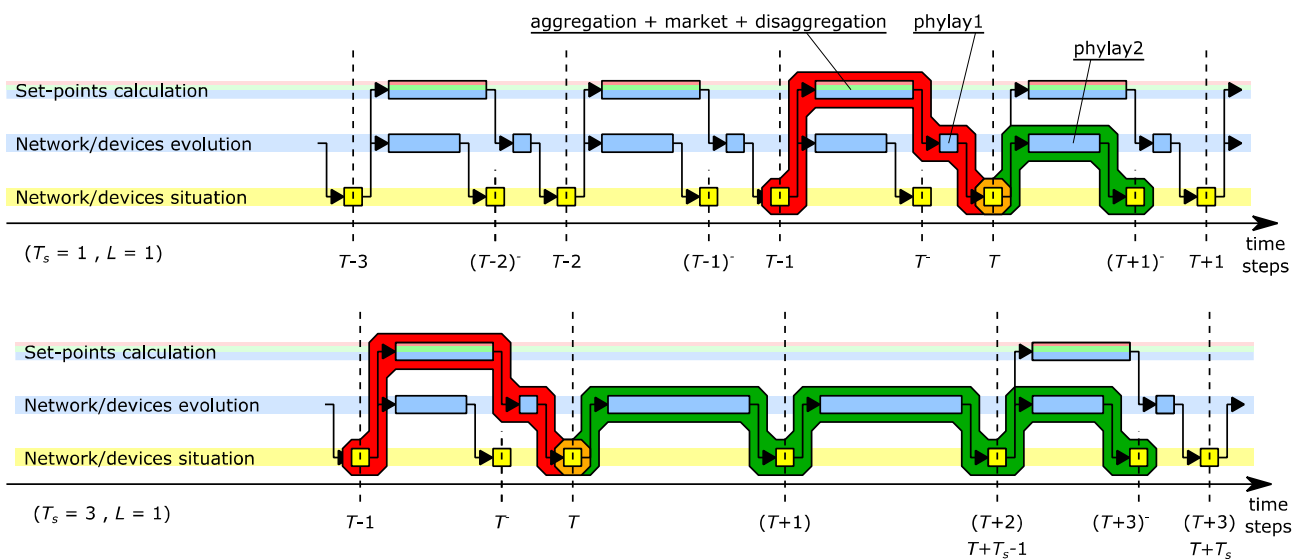 aggregation + market + disaggregation
phylay1
phylay2
Set-points calculation
Network/devices evolution
Network/devices situation
(Ts = 1 , L = 1)
T-3
(T-2)-
T-2
(T-1)-
T-1
T-
T
(T+1)-
T+1
time
steps
Set-points calculation
Network/devices evolution
Network/devices situation
(Ts = 3 , L = 1)
T-1
T-
T
(T+1)
(T+2)
T+Ts-1
(T+3)-
(T+3)
T+Ts
time
steps